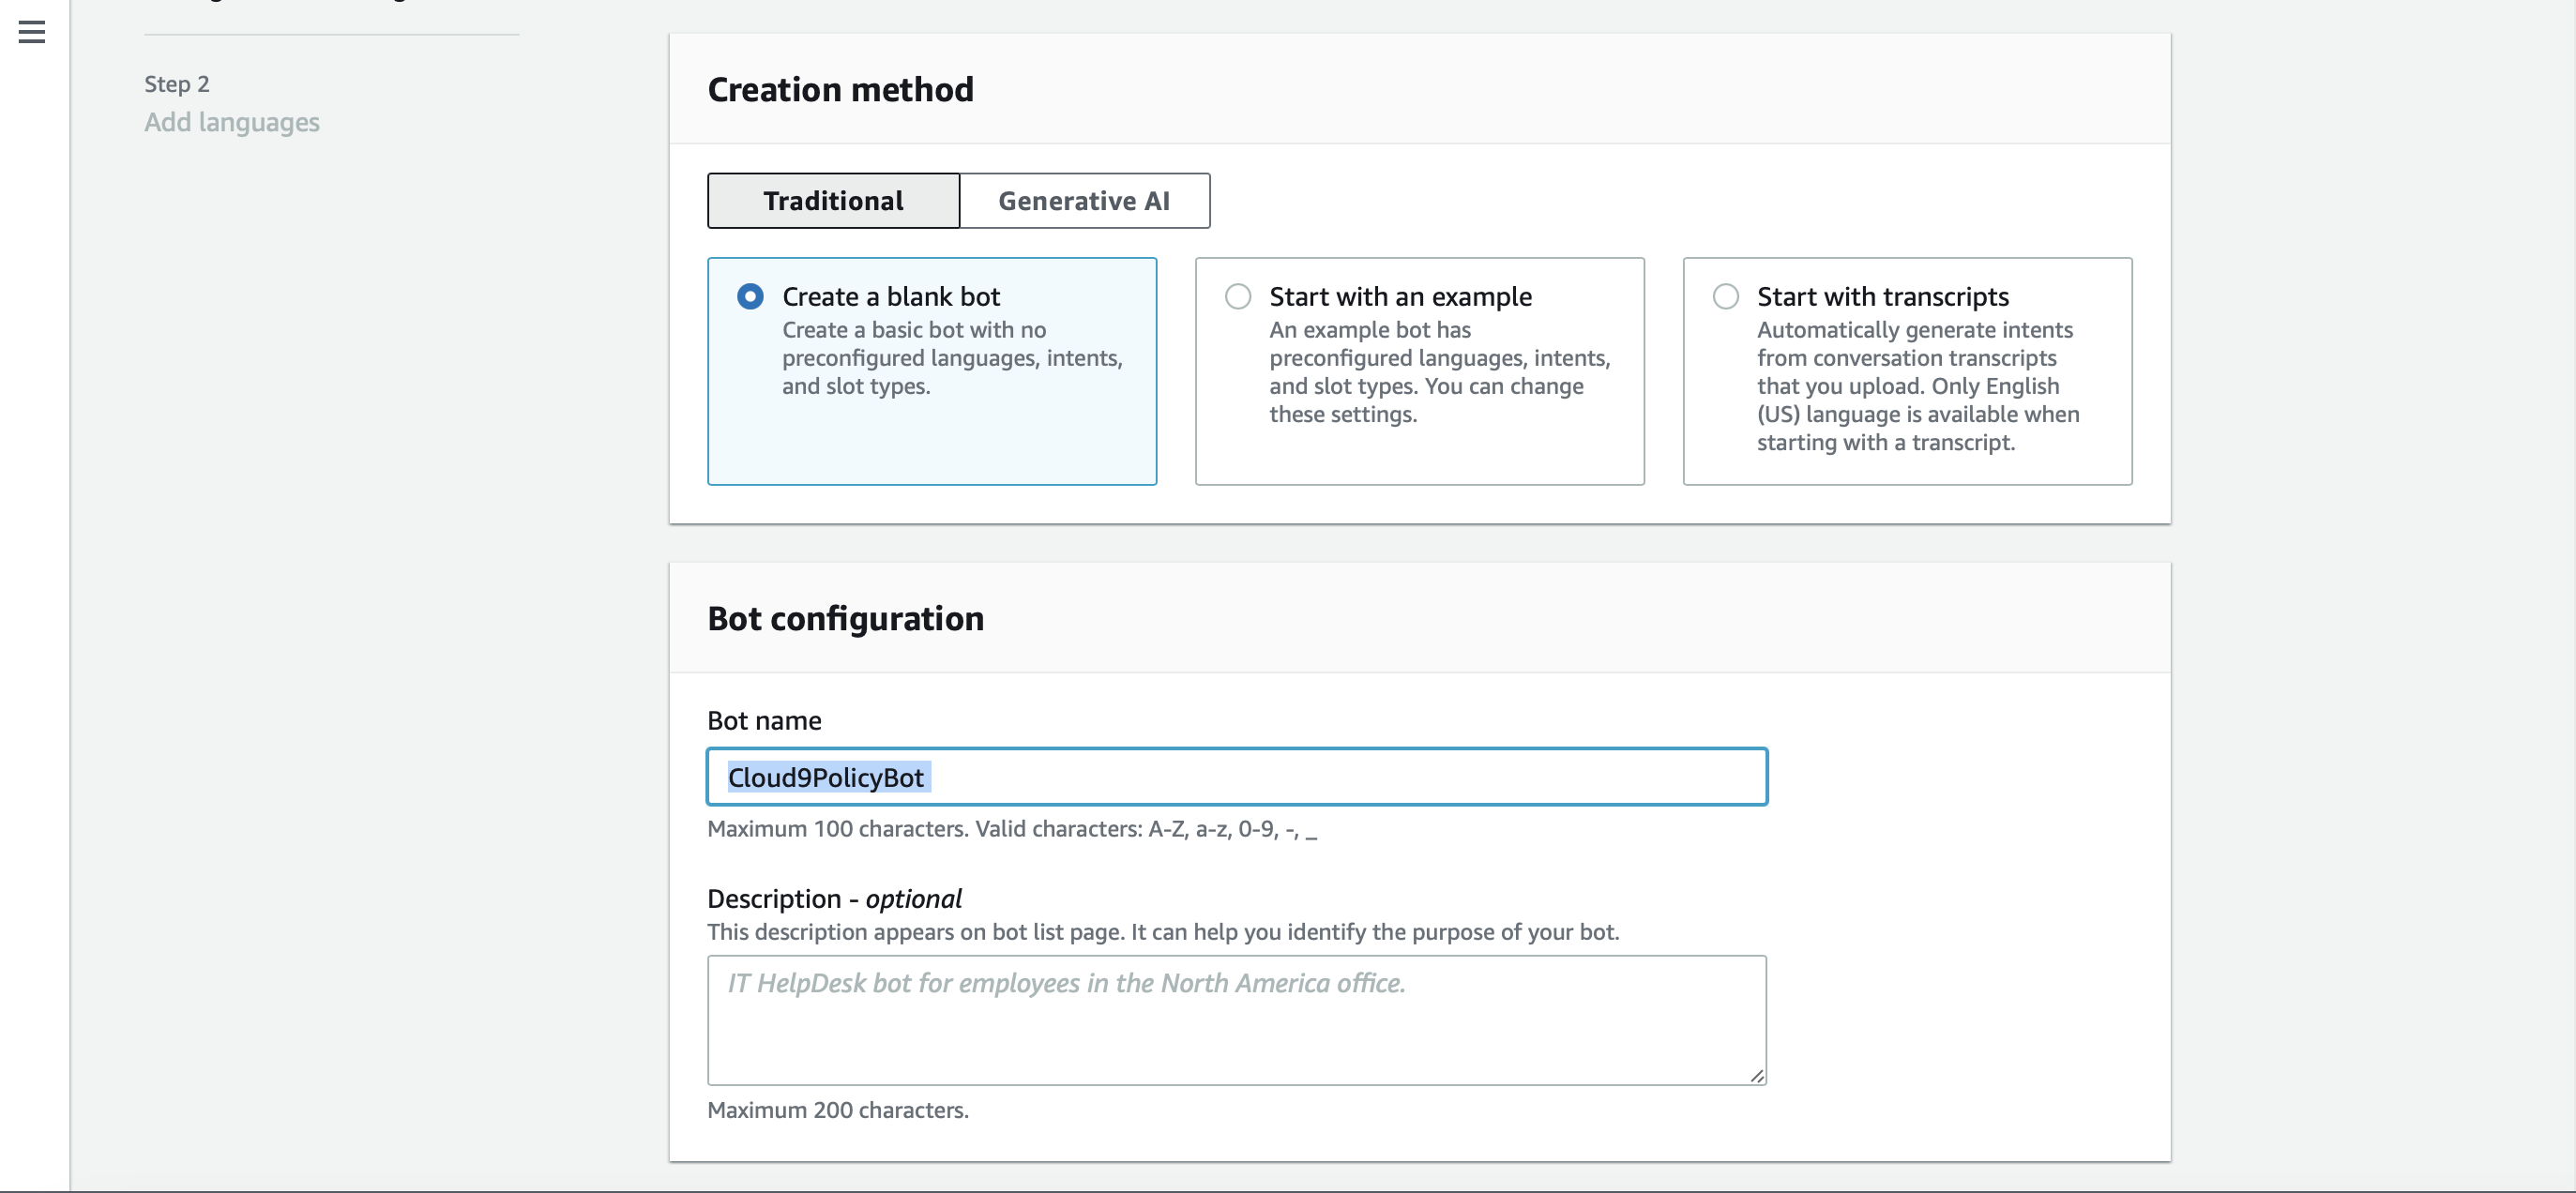 Step 2
Add languages
Creation method
Traditional
Generative AI
Create a blank bot
Create a basic bot with no
preconfigured languages, intents,
and slot types.
Start with an example
An example bot has
preconfigured languages, intents,
and slot types. You can change
these settings.
Start with transcripts
Automatically generate intents
from conversation transcripts
that you upload. Only English
(US) language is available when
starting with a transcript.
Bot configuration
Bot name
Cloud9PolicyBot
Maximum 100 characters. Valid characters: A-Z, a-z, 0-9, -, _
Description - optional
This description appears on bot list page. It can help you identify the purpose of your bot.
IT HelpDesk bot for employees in the North America office.
Maximum 200 characters.